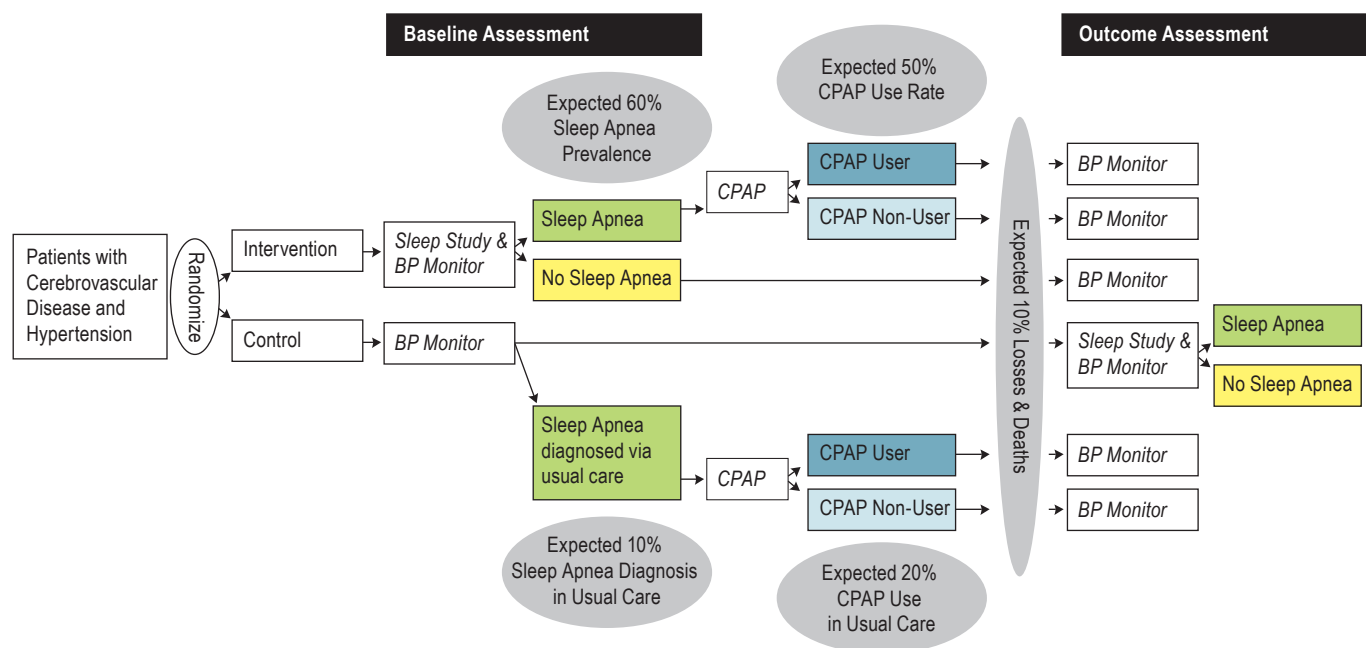 Baseline Assessment
Outcome Assessment
Expected 60%
Sleep Apnea
Prevalence
Expected 50%
CPAP Use Rate
Patients with
Cerebrovascular
Disease and
Hypertension
Randomize
Intervention
Sleep Study &
BP Monitor
Sleep Apnea
No Sleep Apnea
CPAP
CPAP User
CPAP Non-User
Expected 10% Losses & Deaths
BP Monitor
BP Monitor
BP Monitor
Control
BP Monitor
Sleep Study &
BP Monitor
Sleep Apnea
No Sleep Apnea
Sleep Apnea
diagnosed via
usual care
CPAP
CPAP User
CPAP Non-User
BP Monitor
BP Monitor
Expected 10%
Sleep Apnea Diagnosis
in Usual Care
Expected 20%
CPAP Use
in Usual Care